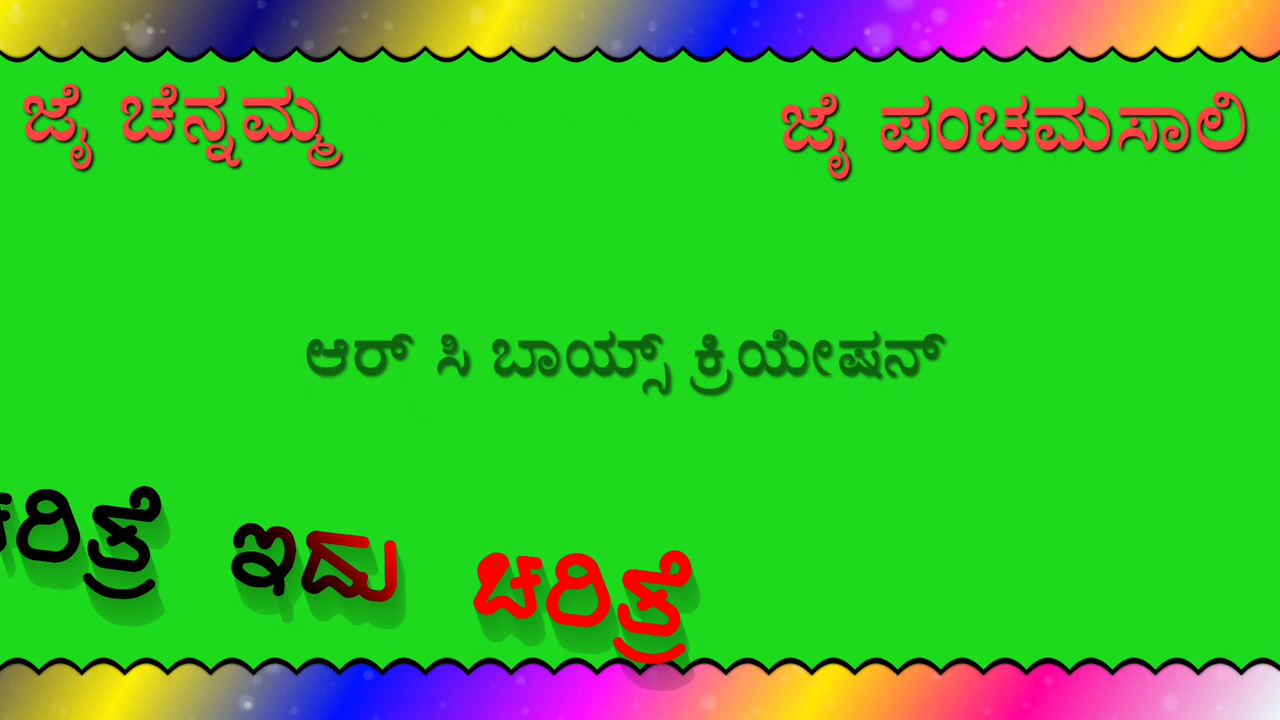 ಜೈ ಚೆನ್ನಮ್ಮ
ಜೈ ಪಂಚಮಸಾಲಿ
ಆರ್ ಸಿ ಬಾಯ್ಸ್ ಕ್ರಿಯೇಷನ್
ಇದು ಚರಿತ್ರೆ